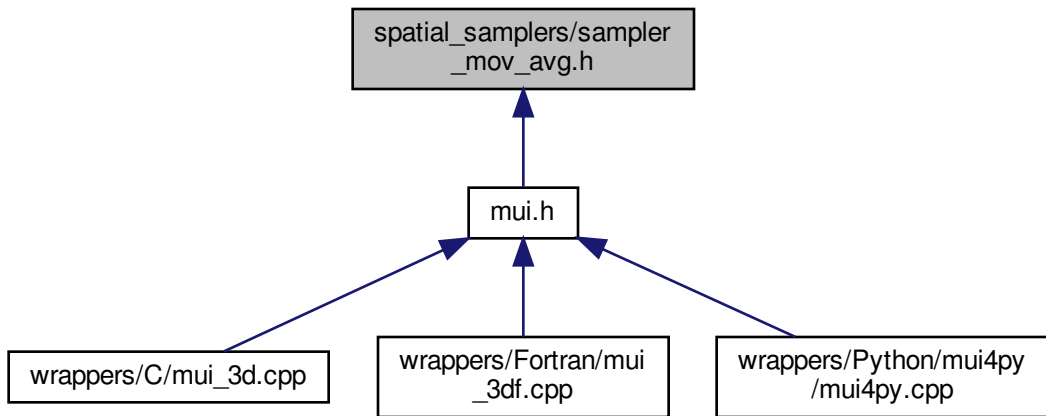 spatial_samplers/sampler
_mov_avg.h
mui.h
wrappers/C/mui_3d.cpp
wrappers/Fortran/mui
_3df.cpp
wrappers/Python/mui4py
/mui4py.cpp